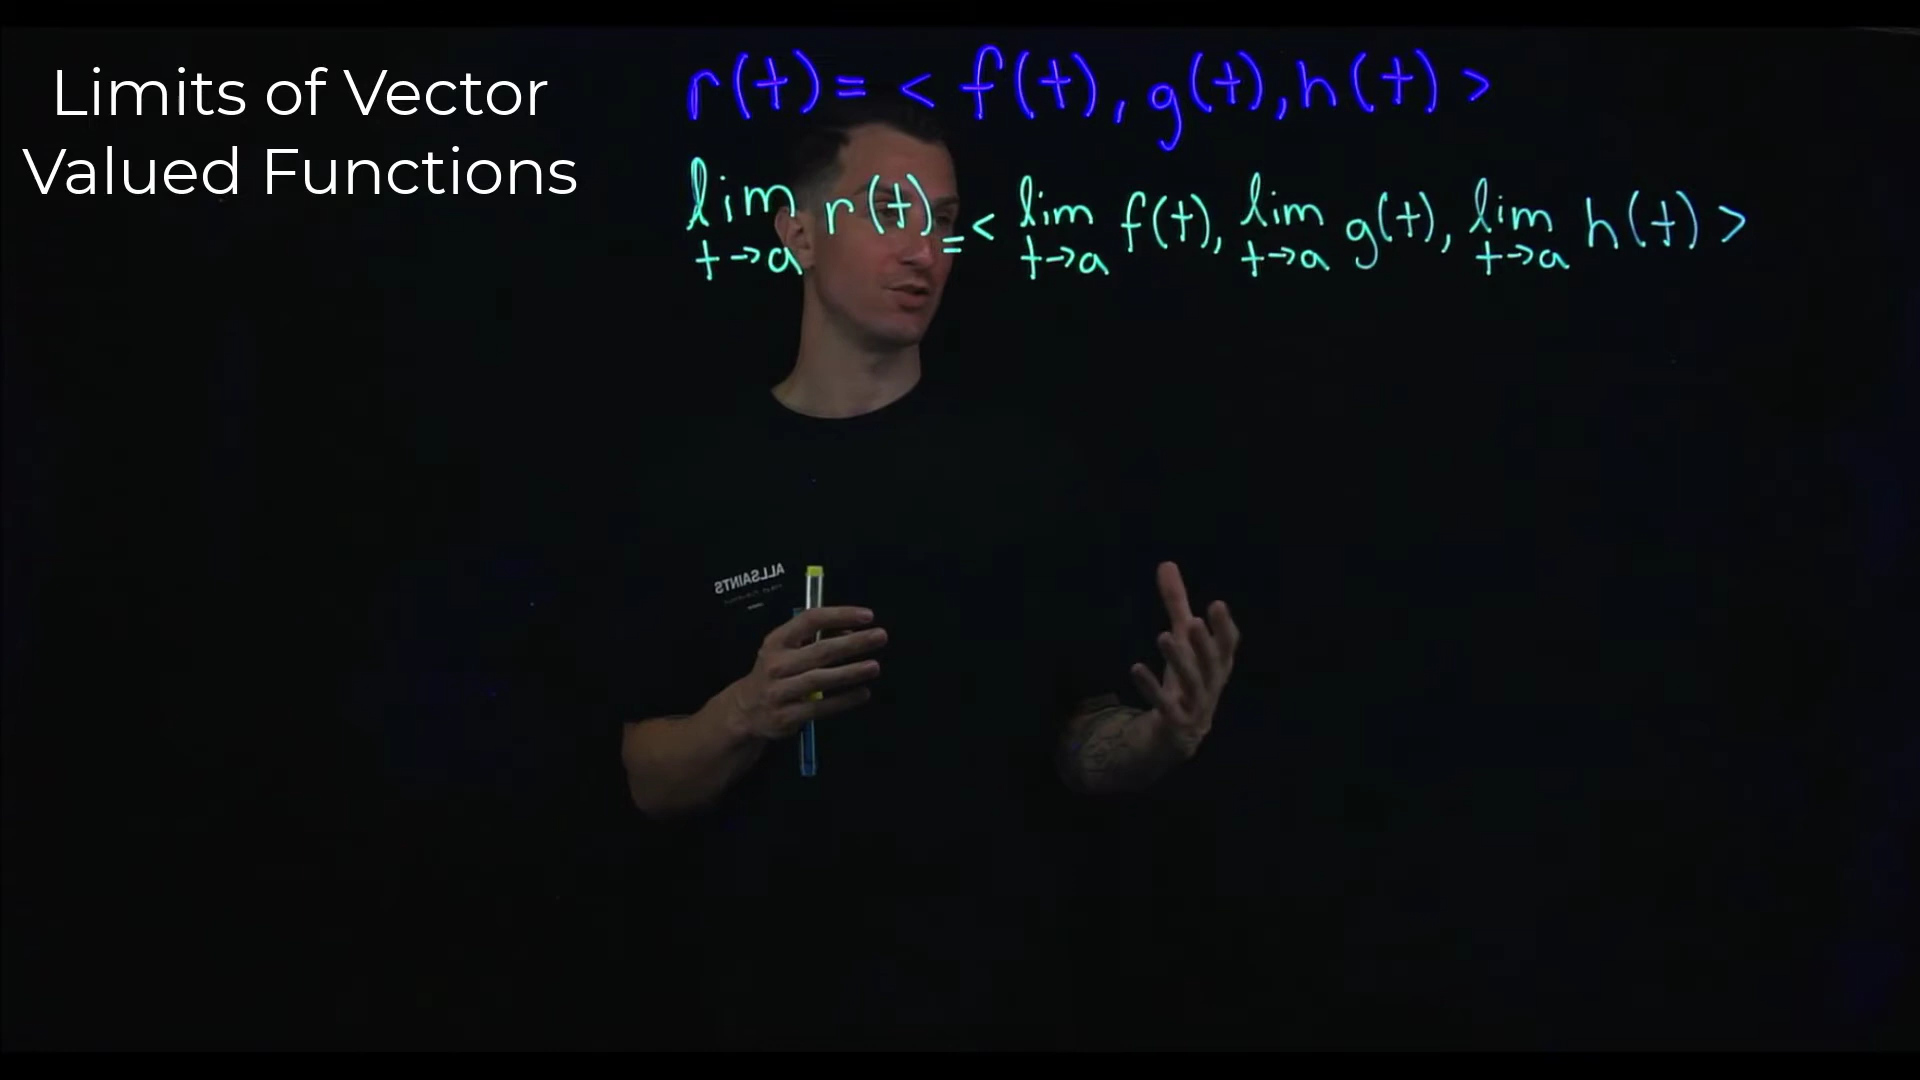 Limits of Vector
Valued Functions
r(t) = < f(t), g(t), h(t) >
lim t→a r(t) = < lim t→a f(t), lim t→a g(t), lim t→a h(t) >
ALLSAINTS